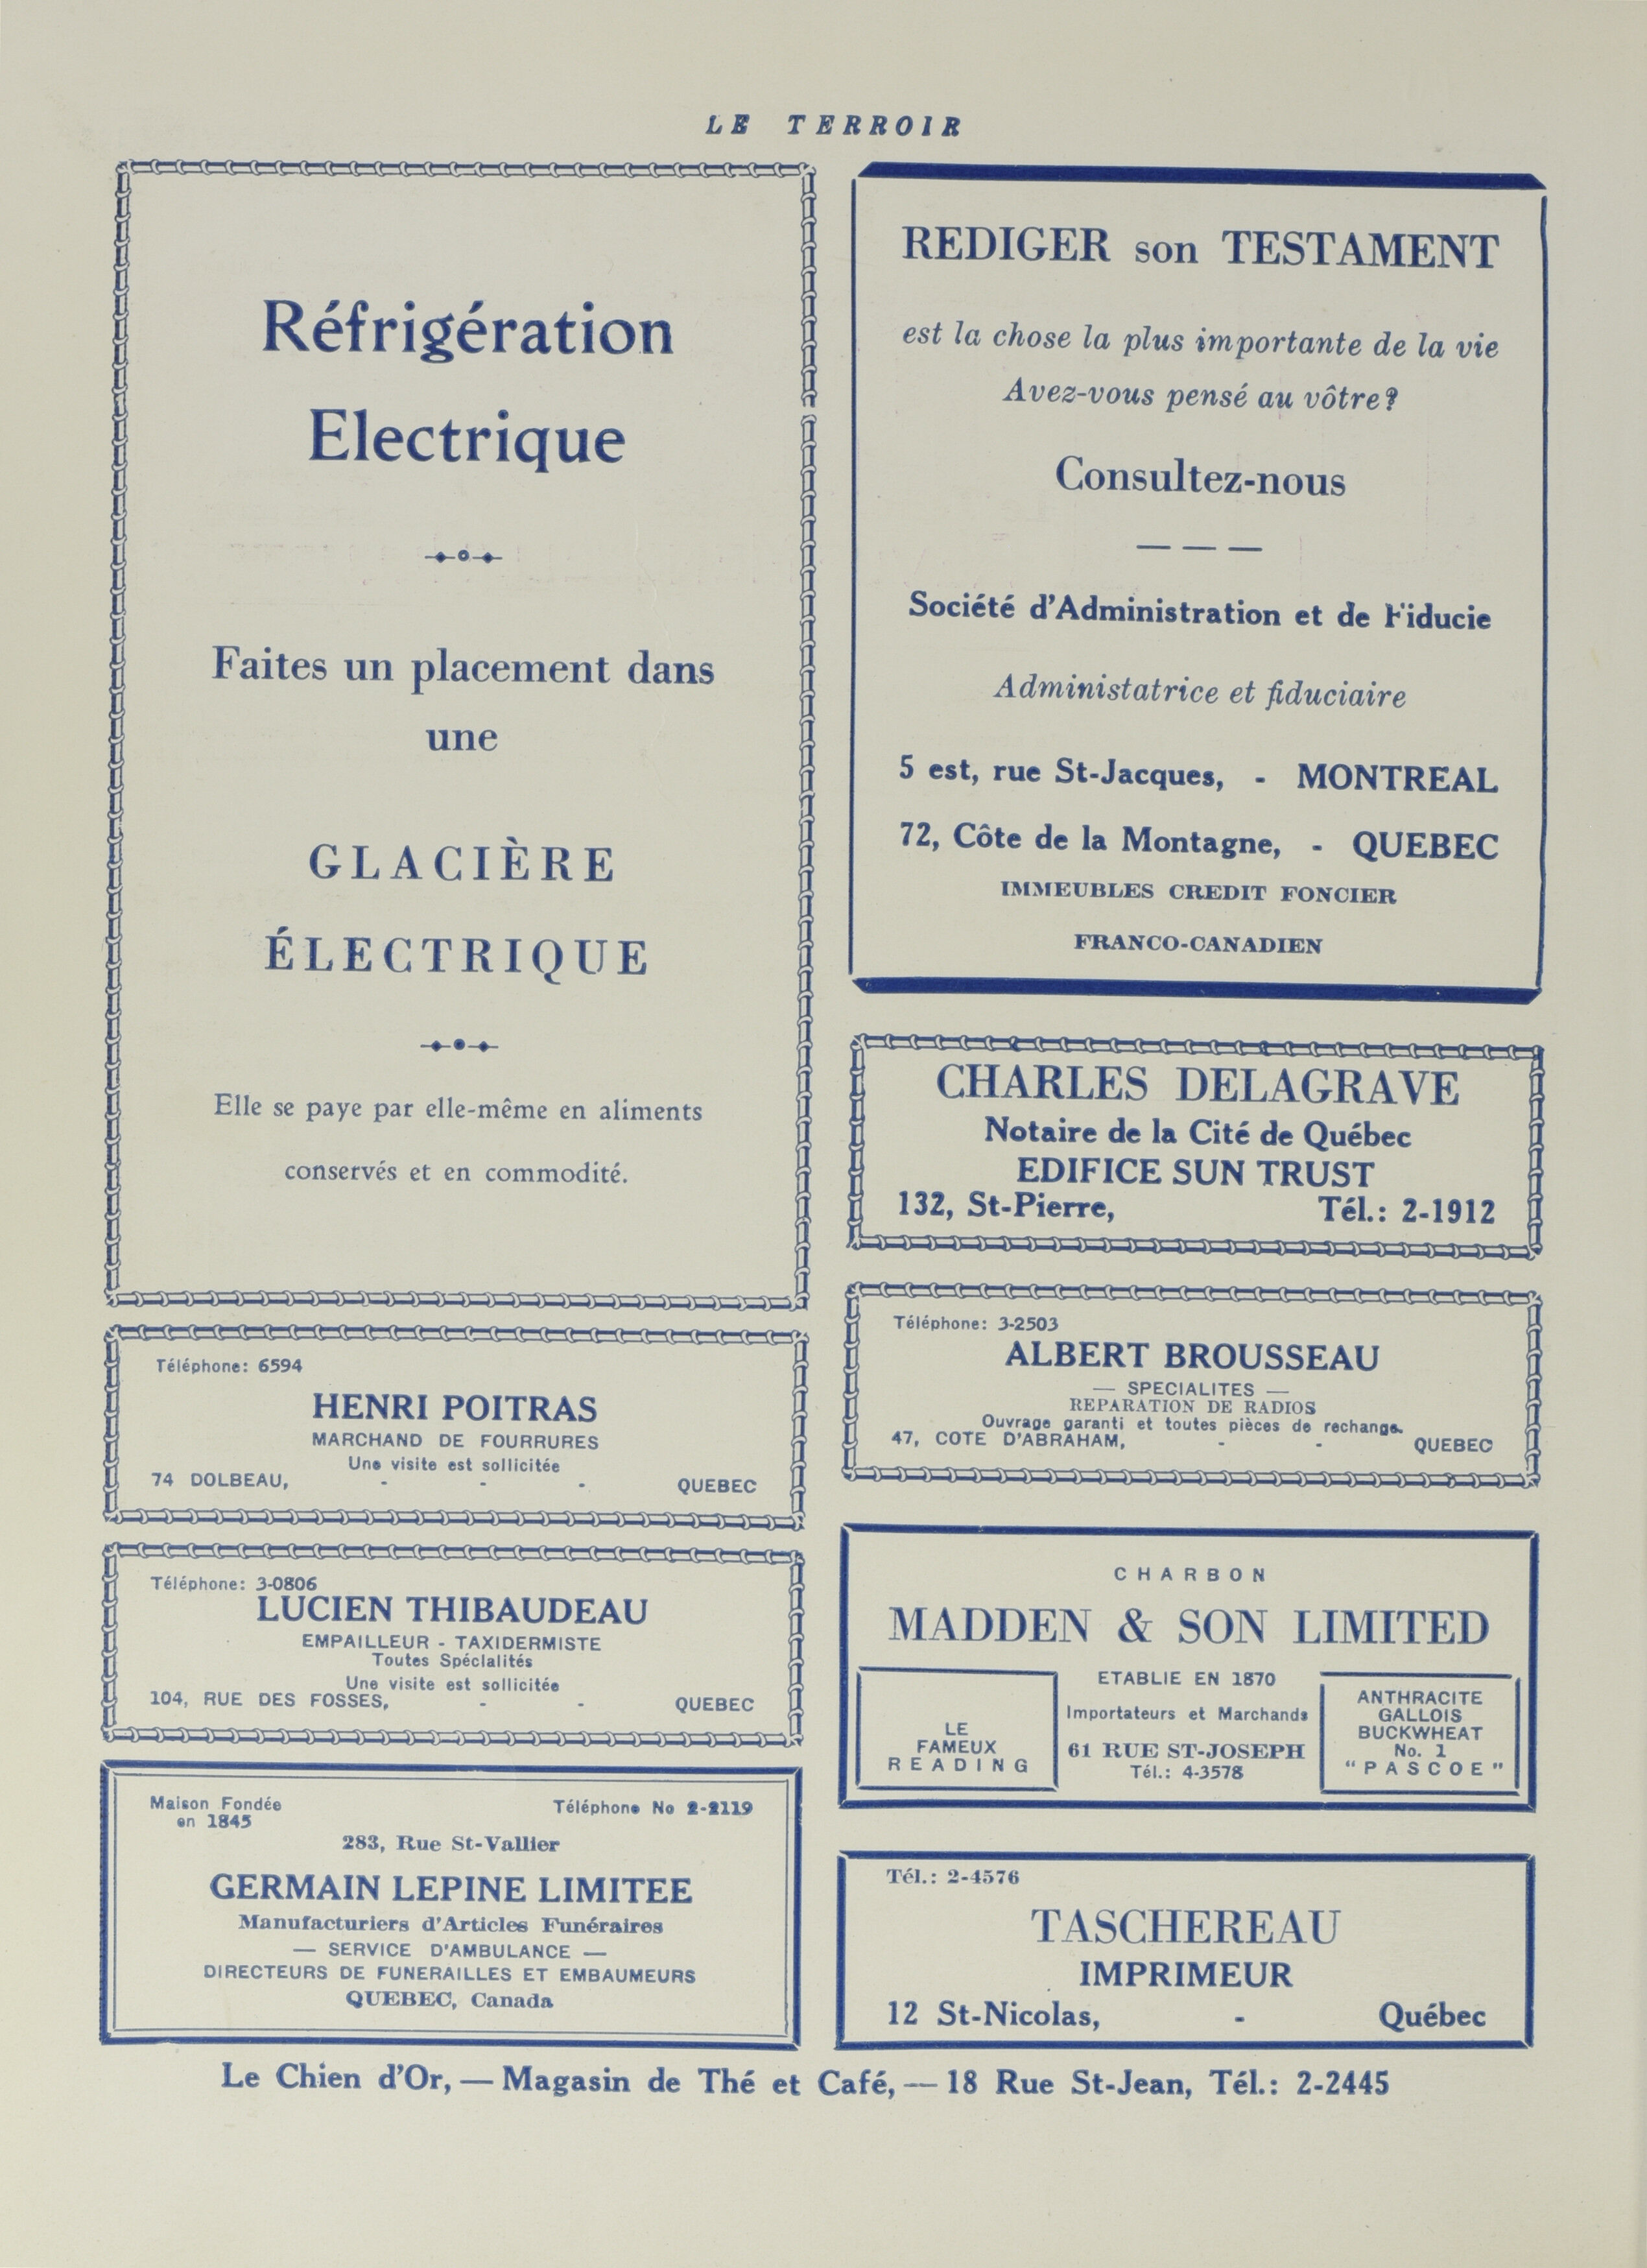 LE TERROIR
Réfrigération
Electrique
Faites un placement dans
une
GLACIÈRE
ÉLECTRIQUE
Elle se paye par elle-même en aliments
conservés et en commodité.
Téléphone: 6594
HENRI POITRAS
MARCHAND DE FOURRURES
Une visite est sollicitée
74 DOLBEAU, - - - QUEBEC
Téléphone: 3-0806
LUCIEN THIBAUDEAU
EMPAILLEUR - TAXIDERMISTE
Toutes Spécialités
Une visite est sollicitée
104, RUE DES FOSSES, - - QUEBEC
Maison Fondée
en 1845
Téléphone No 2-2119
283, Rue St-Vallier
GERMAIN LEPINE LIMITEE
Manufacturiers d'Articles Funéraires
— SERVICE D'AMBULANCE —
DIRECTEURS DE FUNERAILLES ET EMBAUMEURS
QUEBEC, Canada
REDIGER son TESTAMENT
est la chose la plus importante de la vie
Avez-vous pensé au vôtre?
Consultez-nous
— — —
Société d'Administration et de Fiducie
Administatrice et fiduciaire
5 est, rue St-Jacques, - MONTREAL
72, Côte de la Montagne, - QUEBEC
IMMEUBLES CREDIT FONCIER
FRANCO-CANADIEN
CHARLES DELAGRAVE
Notaire de la Cité de Québec
EDIFICE SUN TRUST
132, St-Pierre, Tél.: 2-1912
Téléphone: 3-2503
ALBERT BROUSSEAU
— SPECIALITES —
REPARATION DE RADIOS
Ouvrage garanti et toutes pièces de rechange.
47, COTE D'ABRAHAM, - - QUEBEC
CHARBON
MADDEN & SON LIMITED
LE
FAMEUX
READING
ETABLIE EN 1870
Importateurs et Marchands
61 RUE ST-JOSEPH
Tél.: 4-3578
ANTHRACITE
GALLOIS
BUCKWHEAT
No. 1
"PASCOE"
Tél.: 2-4576
TASCHEREAU
IMPRIMEUR
12 St-Nicolas, - Québec
Le Chien d'Or, — Magasin de Thé et Café, — 18 Rue St-Jean, Tél.: 2-2445